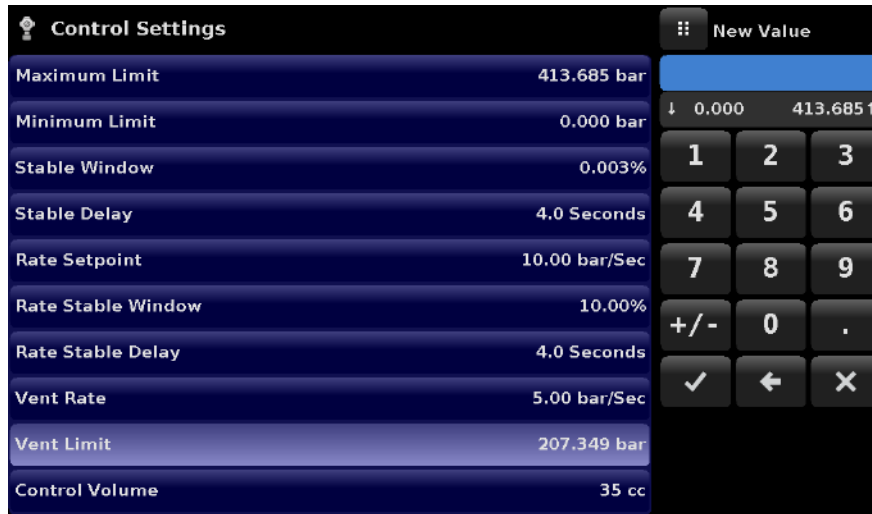 Control Settings
Maximum Limit 413.685 bar
Minimum Limit 0.000 bar
Stable Window 0.003%
Stable Delay 4.0 Seconds
Rate Setpoint 10.00 bar/Sec
Rate Stable Window 10.00%
Rate Stable Delay 4.0 Seconds
Vent Rate 5.00 bar/Sec
Vent Limit 207.349 bar
Control Volume 35 cc
New Value
↓ 0.000 413.685↑
1 2 3
4 5 6
7 8 9
+/- 0 .